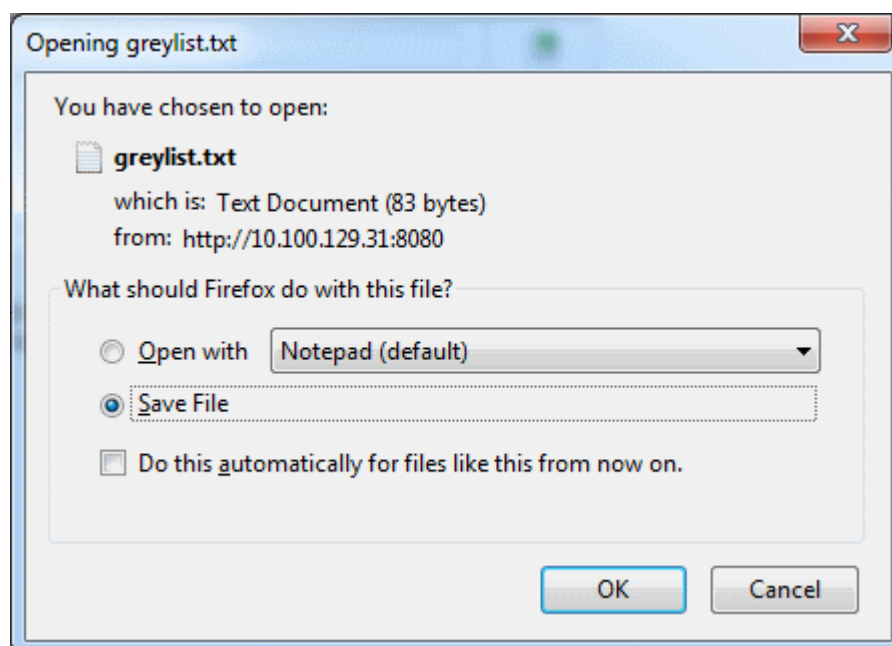 Opening greylist.txt
You have chosen to open:
greylist.txt
which is: Text Document (83 bytes)
from: http://10.100.129.31:8080
What should Firefox do with this file?
Open with Notepad (default)
Save File
Do this automatically for files like this from now on.
OK Cancel